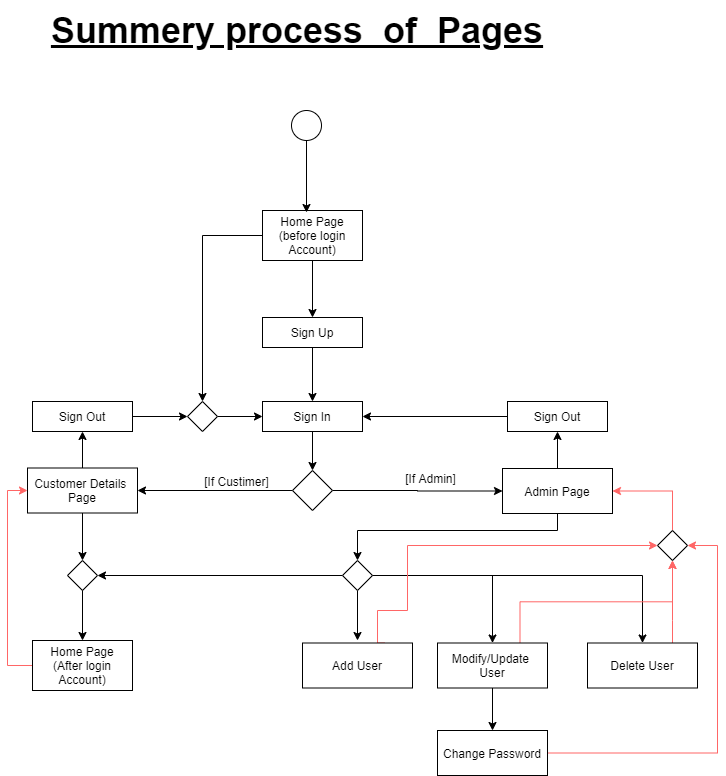 Summery process of Pages
Home Page
(before login
Account)
Sign Up
Sign Out
Sign In
Sign Out
[If Custimer]
[If Admin]
Customer Details
Page
Admin Page
Home Page
(After login
Account)
Add User
Modify/Update
User
Delete User
Change Password